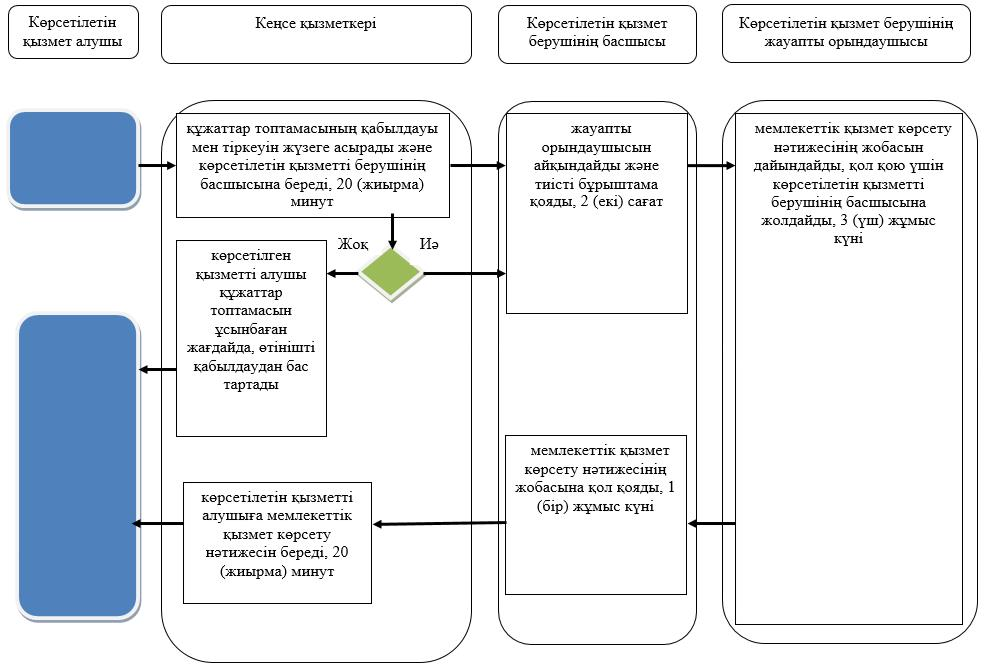 Көрсетілетін
қызмет алушы
Кеңсе қызметкері
Көрсетілетін қызмет
берушінің басшысы
Көрсетілетін қызмет берушінің
жауапты орындаушысы
құжаттар топтамасының қабылдауы
мен тіркеуін жүзеге асырады және
көрсетілетін қызметті берушінің
басшысына береді, 20 (жиырма)
минут
жауапты
орындаушысын
айқындайды және
тиісті бұрыштама
қояды, 2 (екі) сағат
мемлекеттік қызмет көрсету
нәтижесінің жобасын
дайындайды, қол қою үшін
көрсетілетін қызметті
берушінің басшысына
жолдайды, 3 (үш) жұмыс
күні
Жоқ
Иә
көрсетілген
қызметті алушы
құжаттар
топтамасын
ұсынбаған
жағдайда, өтінішті
қабылдаудан бас
тартады
мемлекеттік қызмет
көрсету нәтижесінің
жобасына қол қояды, 1
(бір) жұмыс күні
көрсетілетін қызметті
алушыға мемлекеттік
қызмет көрсету
нәтижесін береді, 20
(жиырма) минут